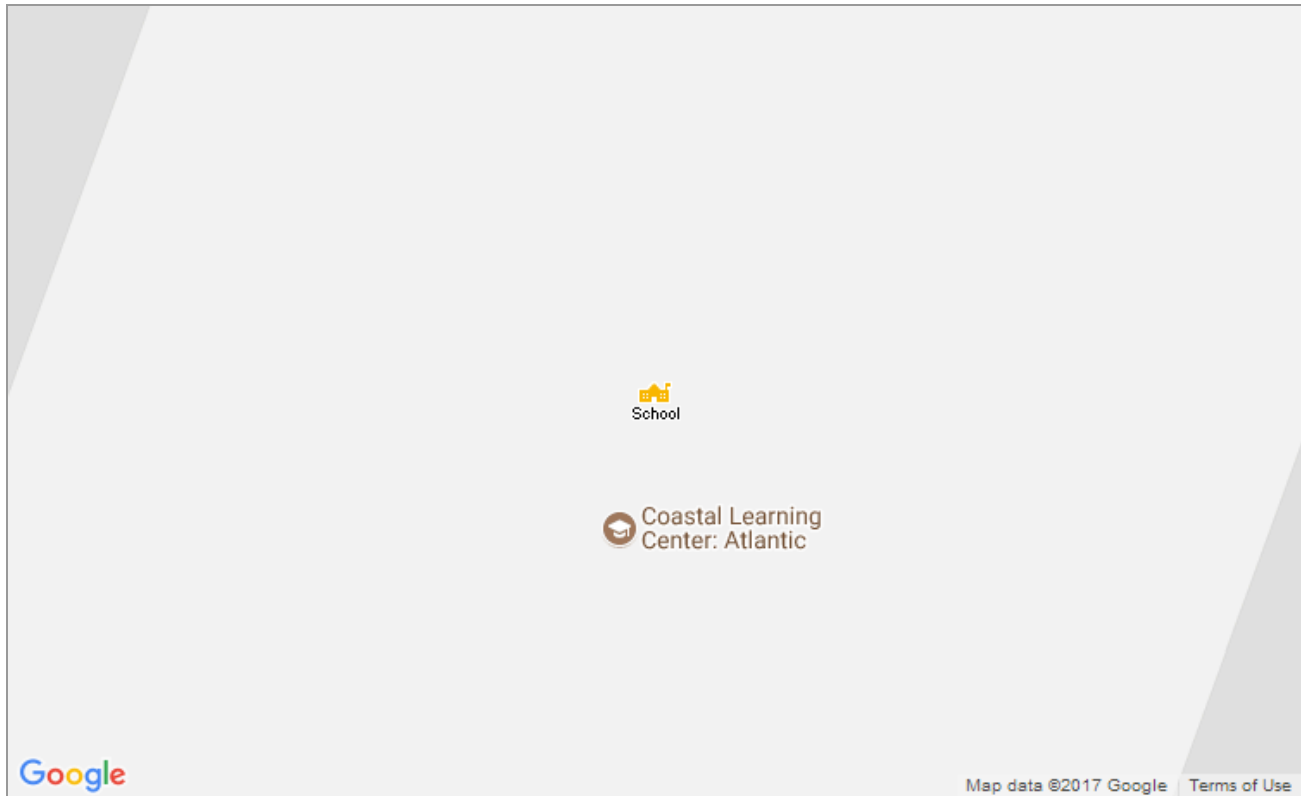 School
Coastal Learning
Center: Atlantic
Google
Map data ©2017 Google
Terms of Use